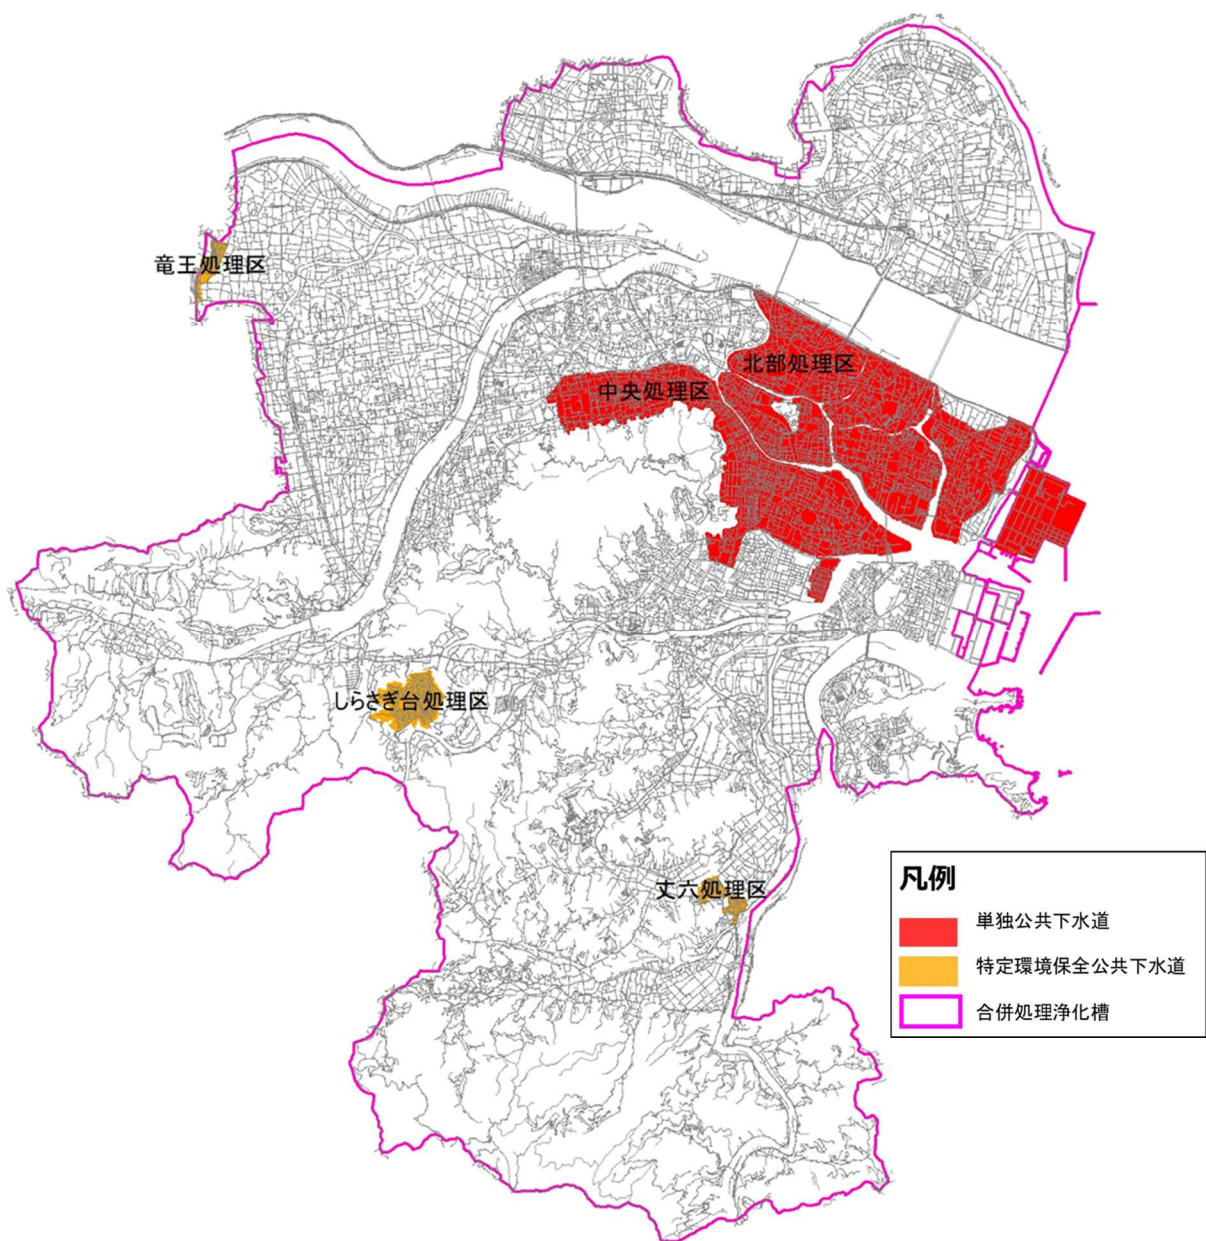 竜王処理区
北部処理区
中央処理区
しらさぎ台処理区
丈六処理区
凡例
単独公共下水道
特定環境保全公共下水道
合併処理浄化槽